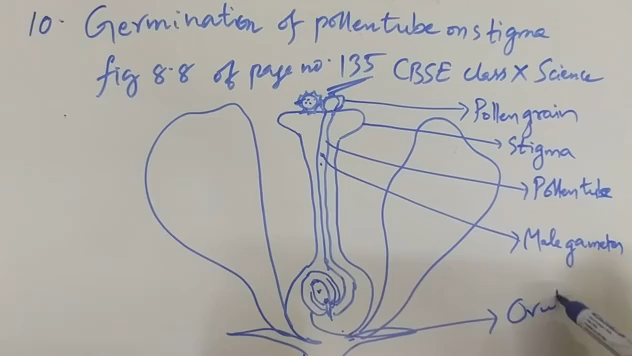 10. Germination of pollentube on stigma
fig 8.8 of page no. 135 CBSE class X Science
Pollen grain
Stigma
Pollen tube
Male gametes